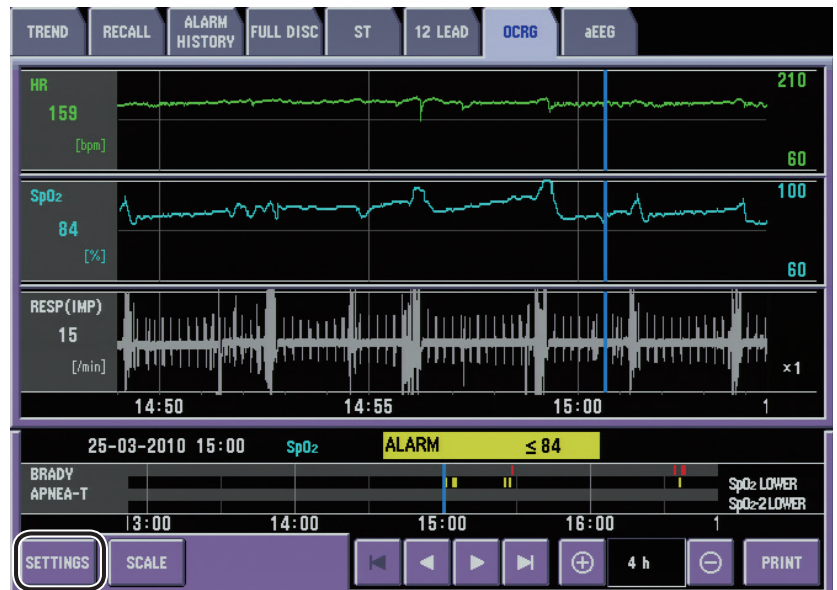 TREND RECALL ALARM HISTORY FULL DISC ST 12 LEAD OCRG aEEG
HR 210
159
[bpm]
60
SpO2 100
84
[%]
60
RESP(IMP)
15
[/min] ×1
14:50 14:55 15:00 1
25-03-2010 15:00 SpO2 ALARM ≤ 84
BRADY
APNEA-T SpO2 LOWER
SpO2-2 LOWER
13:00 14:00 15:00 16:00 1
SETTINGS SCALE 4 h PRINT